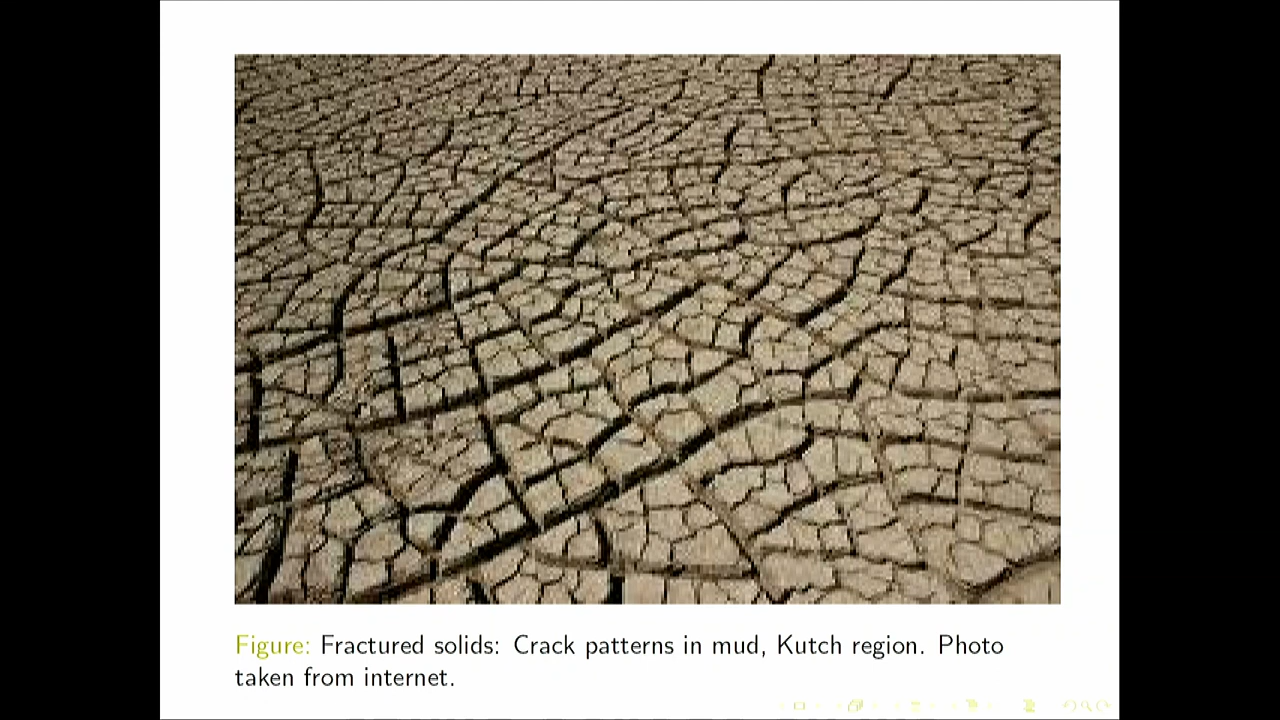 Figure: Fractured solids: Crack patterns in mud, Kutch region. Photo
taken from internet.